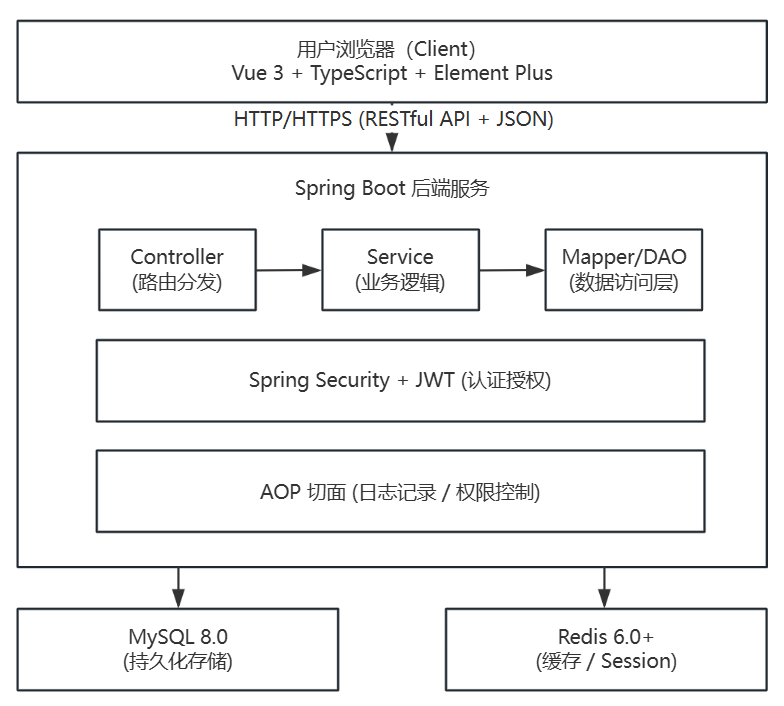 用户浏览器（Client）
Vue 3 + TypeScript + Element Plus
HTTP/HTTPS (RESTful API + JSON)
Spring Boot 后端服务
Controller
(路由分发)
Service
(业务逻辑)
Mapper/DAO
(数据访问层)
Spring Security + JWT (认证授权)
AOP 切面 (日志记录 / 权限控制)
MySQL 8.0
(持久化存储)
Redis 6.0+
(缓存 / Session)